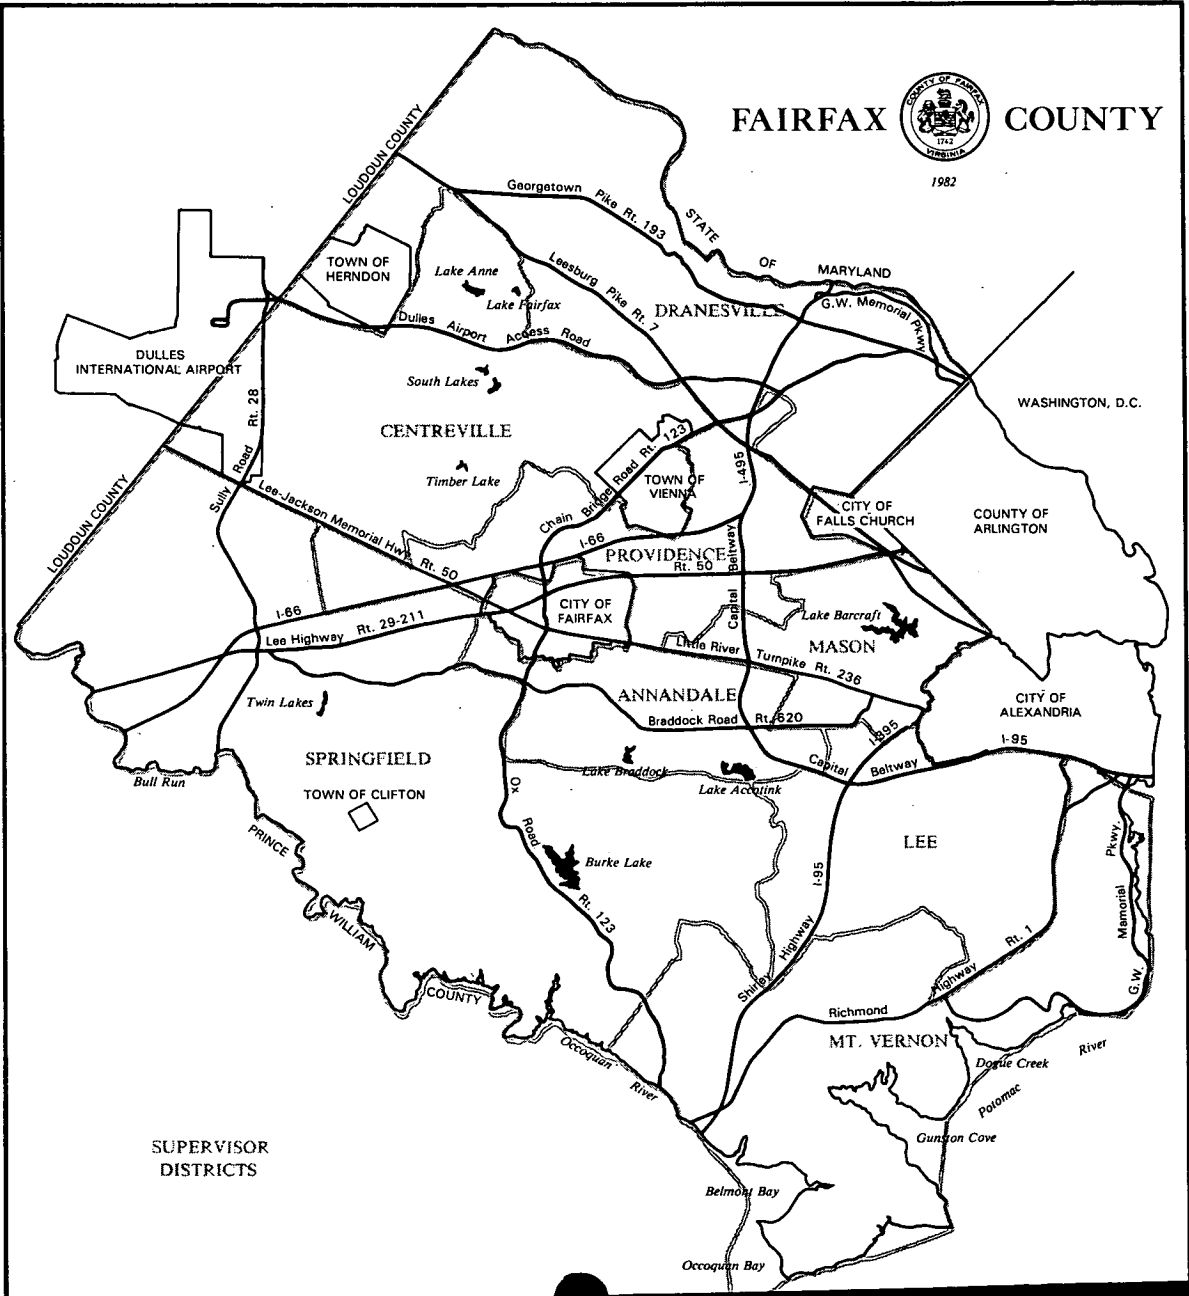 FAIRFAX COUNTY
COUNTY OF FAIRFAX
1742
VIRGINIA
1982
LOUDOUN COUNTY
Georgetown Pike Rt. 193
STATE OF MARYLAND
TOWN OF
HERNDON
Lake Anne
Lake Fairfax
Leesburg Pike Rt. 7
DRANESVILLE
G.W. Memorial Pkwy
Dulles Airport Access Road
DULLES
INTERNATIONAL AIRPORT
South Lakes
Rt. 28
Sully Road
WASHINGTON, D.C.
CENTREVILLE
Chain Bridge Road Rt. 123
I-495
Timber Lake
TOWN OF
VIENNA
LOUDOUN COUNTY
Lee-Jackson Memorial Hwy Rt. 50
CITY OF
FALLS CHURCH
COUNTY OF
ARLINGTON
I-66
PROVIDENCE
Rt. 50
Capital Beltway
I-66
Lee Highway Rt. 29-211
CITY OF
FAIRFAX
Lake Barcraft
MASON
Little River Turnpike Rt. 236
Twin Lakes
ANNANDALE
Braddock Road Rt. 620
I-395
CITY OF
ALEXANDRIA
I-95
SPRINGFIELD
Bull Run
Lake Braddock
Lake Accotink
Capital Beltway
TOWN OF CLIFTON
PRINCE WILLIAM COUNTY
Ox Road Rt. 123
Burke Lake
LEE
I-95
Shirley Highway
G.W. Memorial Pkwy.
Richmond Highway Rt. 1
MT. VERNON
Occoquan River
Dogue Creek
Potomac River
Gunston Cove
SUPERVISOR
DISTRICTS
Belmont Bay
Occoquan Bay